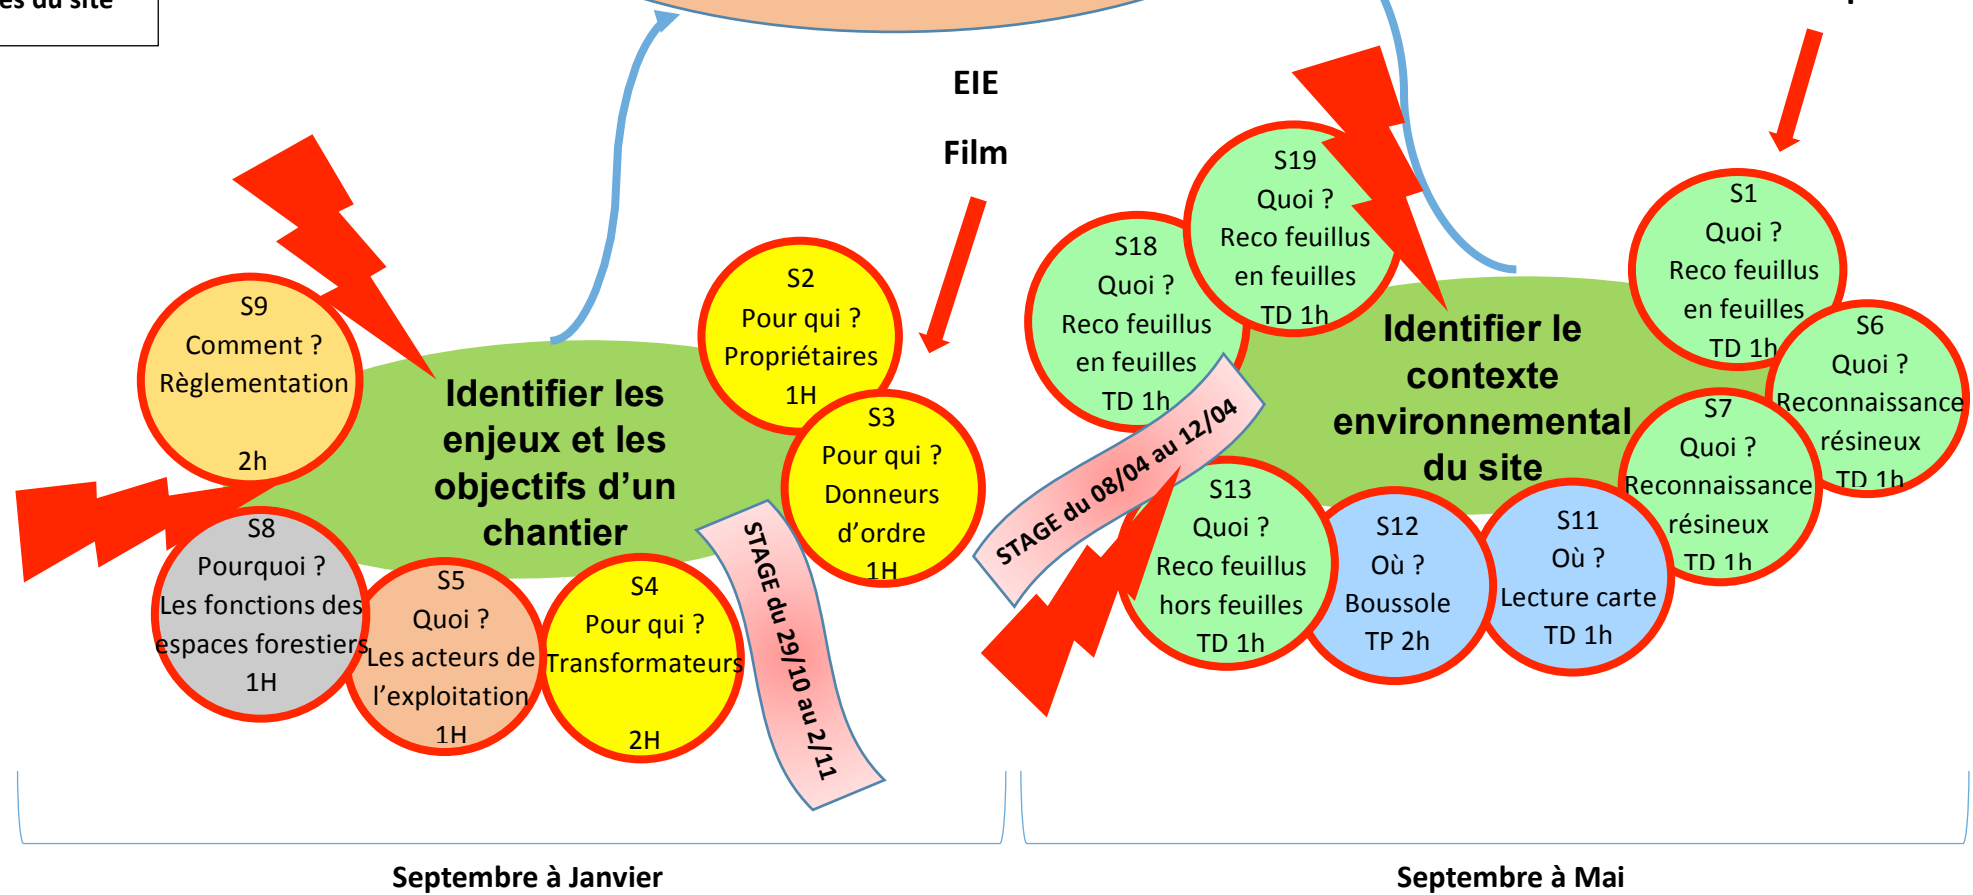 es du site
EIE
Film
S9
Comment ?
Règlementation
2h
S8
Pourquoi ?
Les fonctions des
espaces forestiers
1H
S5
Quoi ?
Les acteurs de
l’exploitation
1H
S4
Pour qui ?
Transformateurs
2H
Identifier les
enjeux et les
objectifs d’un
chantier
S2
Pour qui ?
Propriétaires
1H
S3
Pour qui ?
Donneurs
d’ordre
1H
STAGE du 29/10 au 2/11
Septembre à Janvier
S18
Quoi ?
Reco feuillus
en feuilles
TD 1h
S19
Quoi ?
Reco feuillus
en feuilles
TD 1h
STAGE du 08/04 au 12/04
Identifier le
contexte
environnemental
du site
S1
Quoi ?
Reco feuillus
en feuilles
TD 1h
S6
Quoi ?
Reconnaissance
résineux
TD 1h
S7
Quoi ?
Reconnaissance
résineux
TD 1h
S13
Quoi ?
Reco feuillus
hors feuilles
TD 1h
S12
Où ?
Boussole
TP 2h
S11
Où ?
Lecture carte
TD 1h
Septembre à Mai